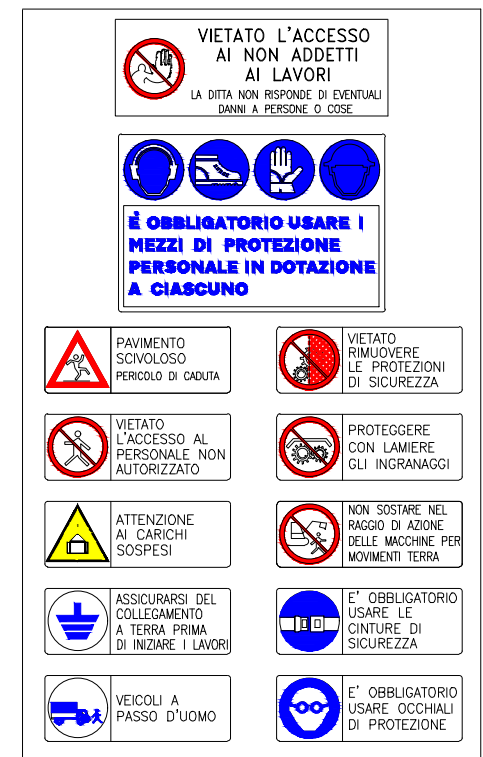 VIETATO L'ACCESSO
AI NON ADDETTI
AI LAVORI
LA DITTA NON RISPONDE DI EVENTUALI
DANNI A PERSONE O COSE
È OBBLIGATORIO USARE I
MEZZI DI PROTEZIONE
PERSONALE IN DOTAZIONE
A CIASCUNO
PAVIMENTO
SCIVOLOSO
PERICOLO DI CADUTA
VIETATO
RIMUOVERE
LE PROTEZIONI
DI SICUREZZA
VIETATO
L'ACCESSO AL
PERSONALE NON
AUTORIZZATO
PROTEGGERE
CON LAMIERE
GLI INGRANAGGI
ATTENZIONE
AI CARICHI
SOSPESI
NON SOSTARE NEL
RAGGIO DI AZIONE
DELLE MACCHINE PER
MOVIMENTI TERRA
ASSICURARSI DEL
COLLEGAMENTO
A TERRA PRIMA
DI INIZIARE I LAVORI
E' OBBLIGATORIO
USARE LE
CINTURE DI
SICUREZZA
VEICOLI A
PASSO D'UOMO
E' OBBLIGATORIO
USARE OCCHIALI
DI PROTEZIONE